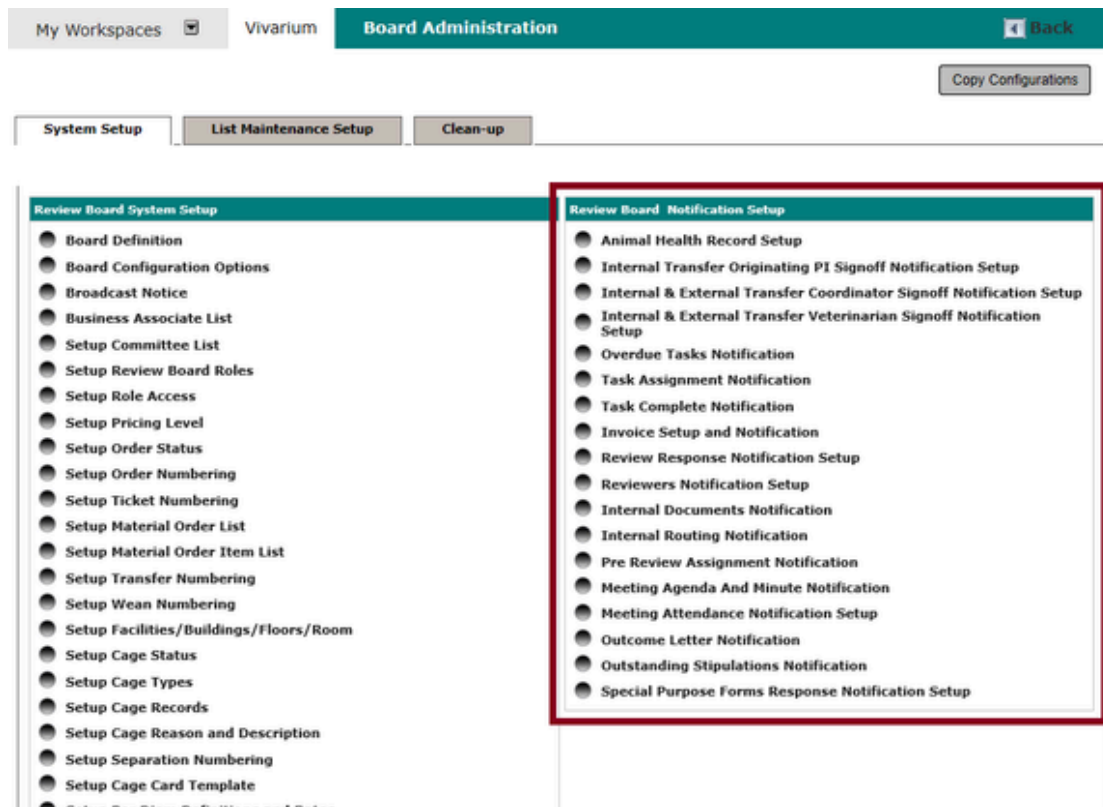 My Workspaces
Vivarium
Board Administration
Back
Copy Configurations
System Setup
List Maintenance Setup
Clean-up
Review Board System Setup
Board Definition
Board Configuration Options
Broadcast Notice
Business Associate List
Setup Committee List
Setup Review Board Roles
Setup Role Access
Setup Pricing Level
Setup Order Status
Setup Order Numbering
Setup Ticket Numbering
Setup Material Order List
Setup Material Order Item List
Setup Transfer Numbering
Setup Wean Numbering
Setup Facilities/Buildings/Floors/Room
Setup Cage Status
Setup Cage Types
Setup Cage Records
Setup Cage Reason and Description
Setup Separation Numbering
Setup Cage Card Template
Review Board Notification Setup
Animal Health Record Setup
Internal Transfer Originating PI Signoff Notification Setup
Internal & External Transfer Coordinator Signoff Notification Setup
Internal & External Transfer Veterinarian Signoff Notification
Setup
Overdue Tasks Notification
Task Assignment Notification
Task Complete Notification
Invoice Setup and Notification
Review Response Notification Setup
Reviewers Notification Setup
Internal Documents Notification
Internal Routing Notification
Pre Review Assignment Notification
Meeting Agenda And Minute Notification
Meeting Attendance Notification Setup
Outcome Letter Notification
Outstanding Stipulations Notification
Special Purpose Forms Response Notification Setup